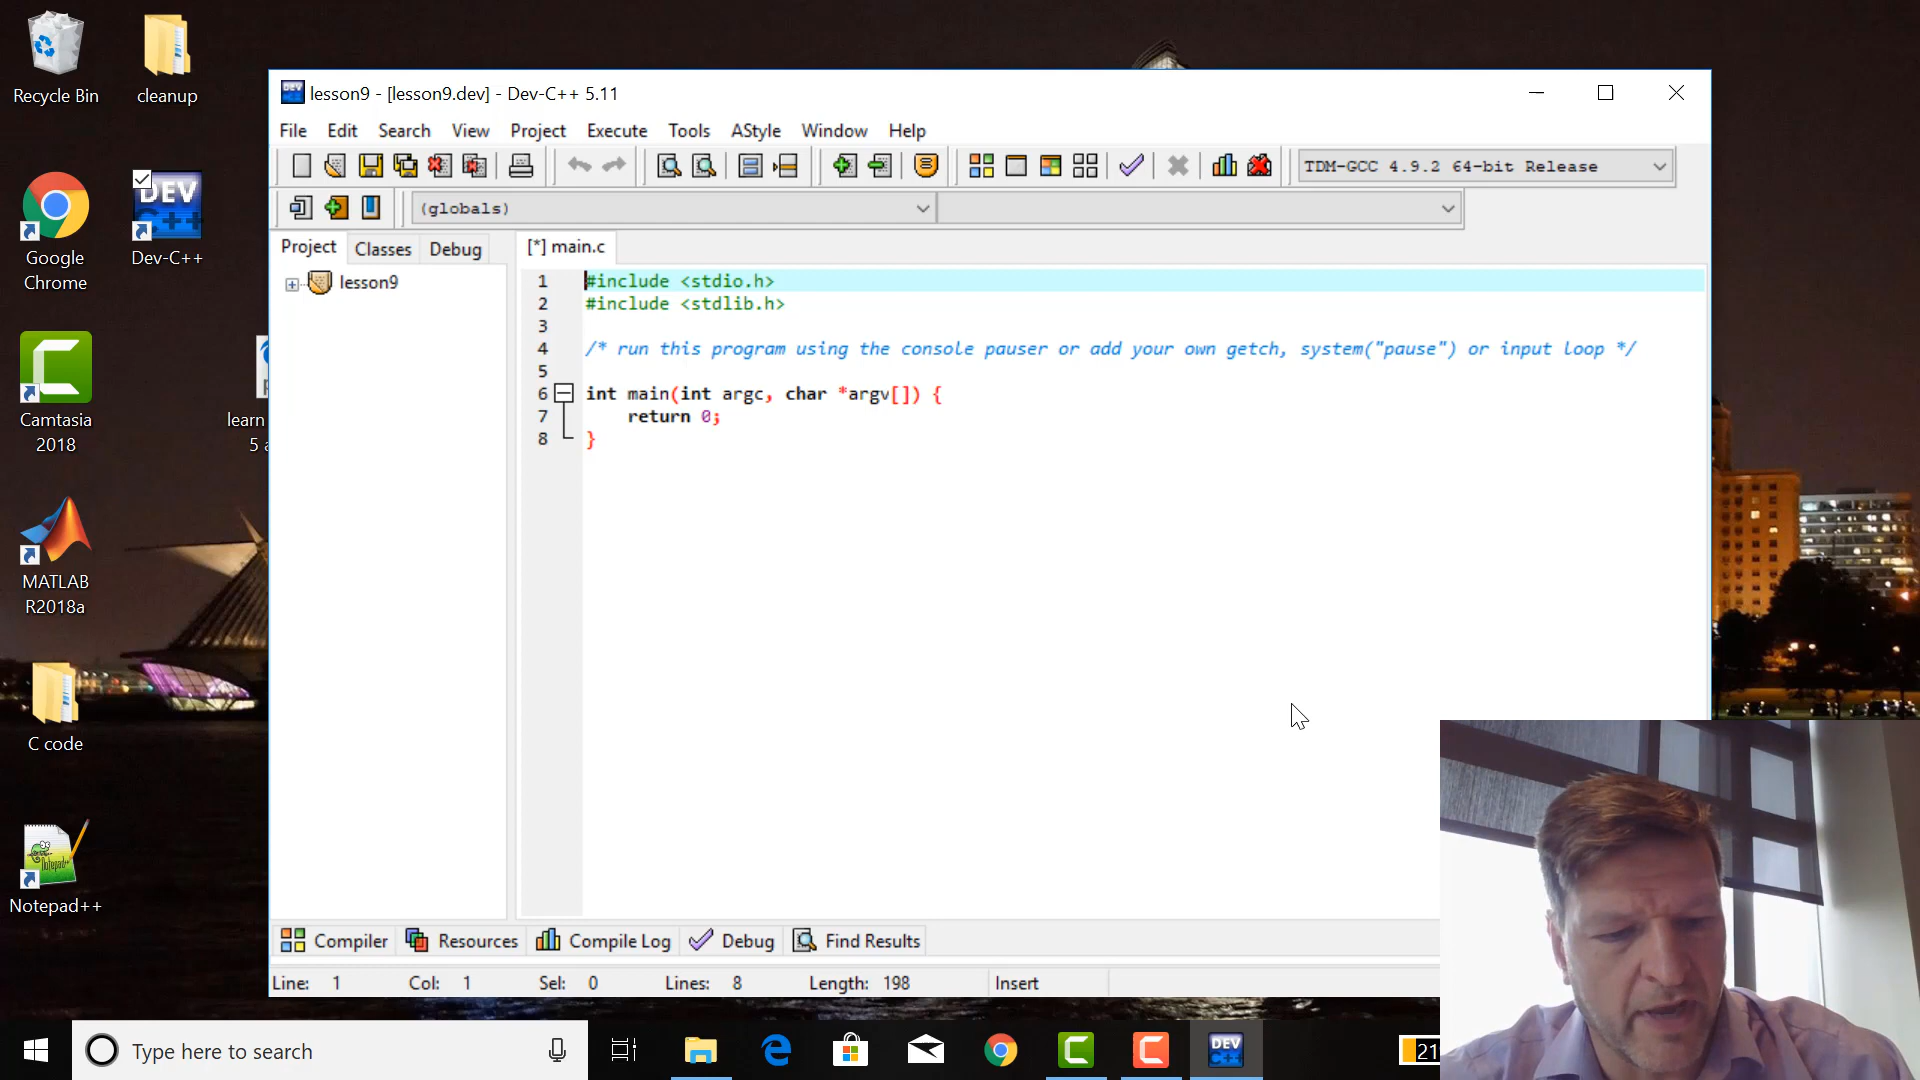 Recycle Bin
cleanup
Google
Chrome
DEV
C++
Dev-C++
Camtasia
2018
learn
5 a
MATLAB
R2018a
C code
Notepad++
Notepad++
lesson9 - [lesson9.dev] - Dev-C++ 5.11
File Edit Search View Project Execute Tools AStyle Window Help
TDM-GCC 4.9.2 64-bit Release
(globals)
Project Classes Debug
[*] main.c
lesson9
1 #include <stdio.h>
2 #include <stdlib.h>
3
4 /* run this program using the console pauser or add your own getch, system("pause") or input loop */
5
6 int main(int argc, char *argv[]) {
7 return 0;
8 }
Compiler Resources Compile Log Debug Find Results
Line: 1 Col: 1 Sel: 0 Lines: 8 Length: 198 Insert
Type here to search
DEV
C++
21